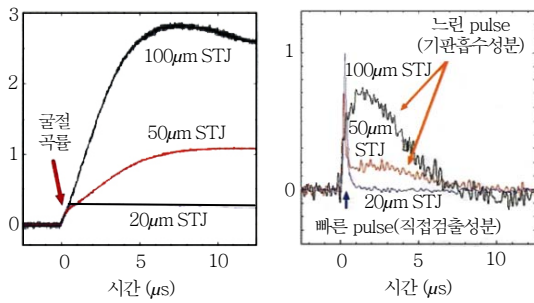 3
2
1
0
굴절
곡률
100μm STJ
50μm STJ
20μm STJ
0 5 10
시간 (μs)
1
0
느린 pulse
(기판흡수성분)
100μm STJ
50μm
STJ
20μm STJ
빠른 pulse(직접검출성분)
0 5 10
시간 (μs)